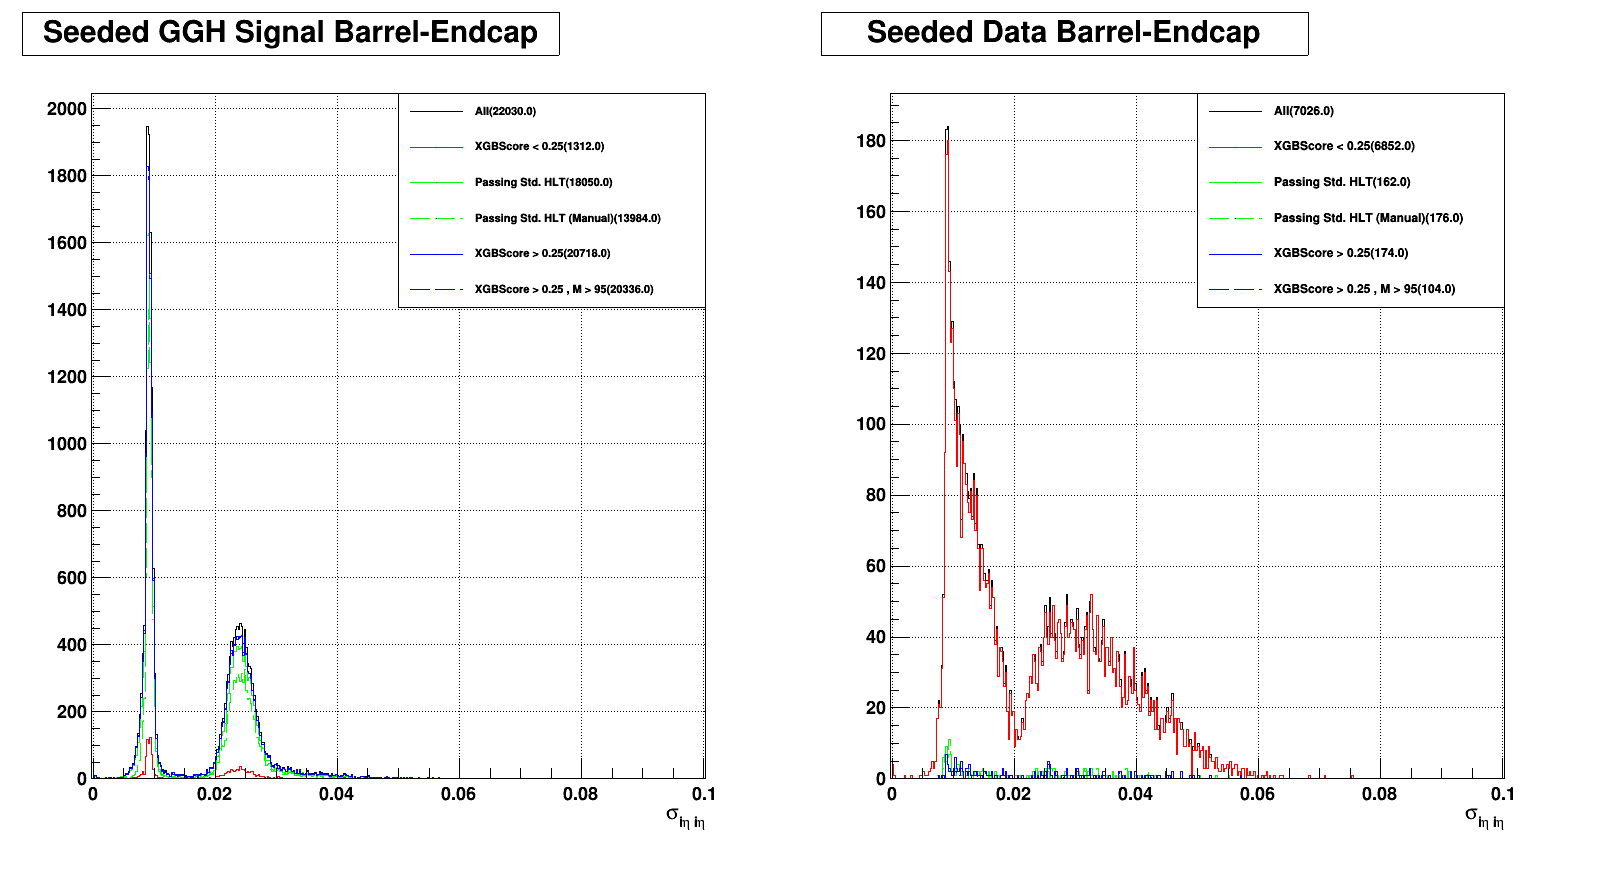 Seeded GGH Signal Barrel-Endcap
2000
1800
1600
1400
1200
1000
800
600
400
200
0
0
0.02
0.04
0.06
0.08
0.1
σiη iη
All(22030.0)
XGBScore < 0.25(1312.0)
Passing Std. HLT(18050.0)
Passing Std. HLT (Manual)(13984.0)
XGBScore > 0.25(20718.0)
XGBScore > 0.25 , M > 95(20336.0)
Seeded Data Barrel-Endcap
180
160
140
120
100
80
60
40
20
0
0
0.02
0.04
0.06
0.08
0.1
σiη iη
All(7026.0)
XGBScore < 0.25(6852.0)
Passing Std. HLT(162.0)
Passing Std. HLT (Manual)(176.0)
XGBScore > 0.25(174.0)
XGBScore > 0.25 , M > 95(104.0)